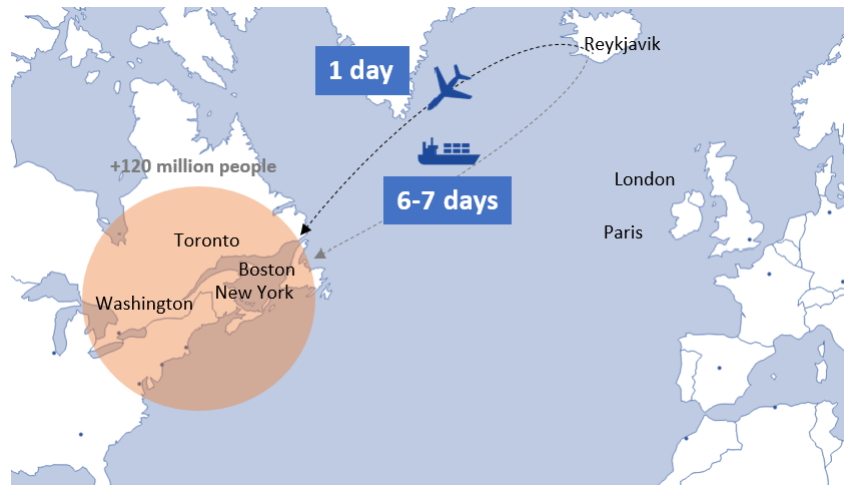 Reykjavik
1 day
+120 million people
London
6-7 days
Paris
Toronto
Boston
New York
Washington